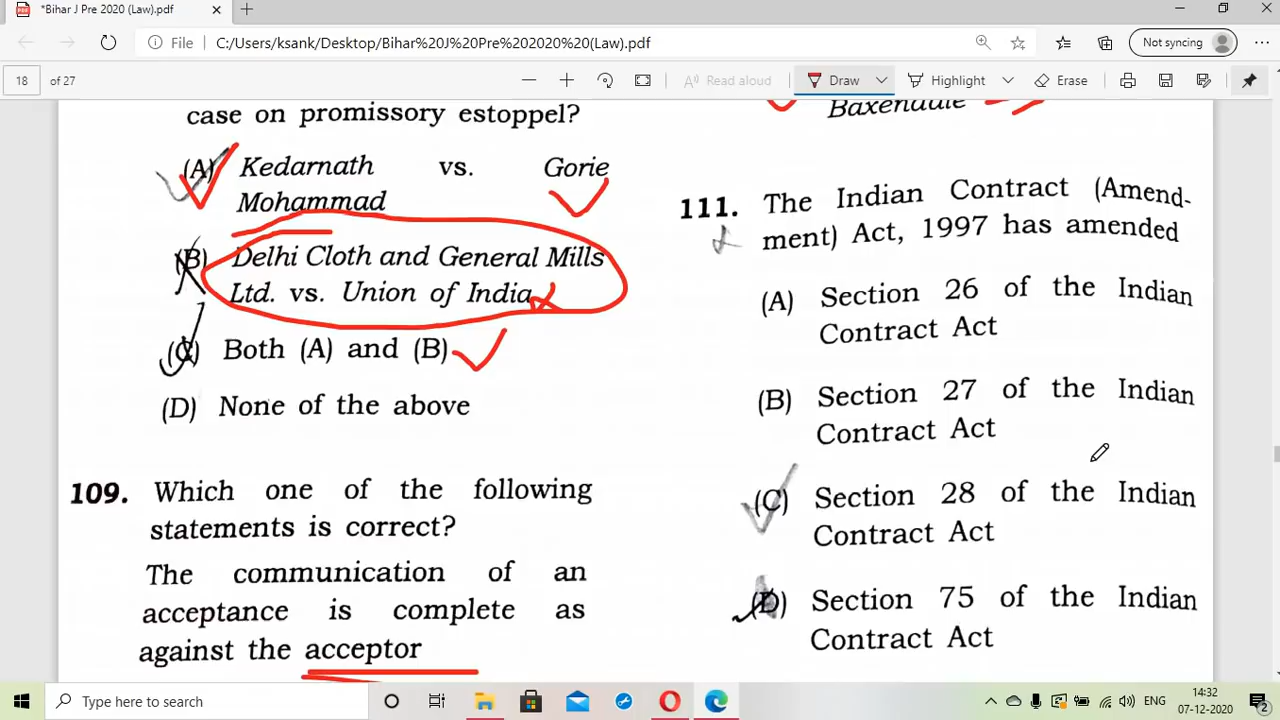 *Bihar J Pre 2020 (Law).pdf
File
C:/Users/ksank/Desktop/Bihar%20J%20Pre%202020%20(Law).pdf
Not syncing
18
of 27
Read aloud
Draw
Highlight
Erase
case on promissory estoppel?
(A) Kedarnath vs. Gorie
Mohammad
(B) Delhi Cloth and General Mills
Ltd. vs. Union of India
(C) Both (A) and (B)
(D) None of the above
109. Which one of the following
statements is correct?
The communication of an
acceptance is complete as
against the acceptor
Baxendale
111. The Indian Contract (Amend-
ment) Act, 1997 has amended
(A) Section 26 of the Indian
Contract Act
(B) Section 27 of the Indian
Contract Act
(C) Section 28 of the Indian
Contract Act
(D) Section 75 of the Indian
Contract Act
Type here to search
ENG
14:32
07-12-2020
2